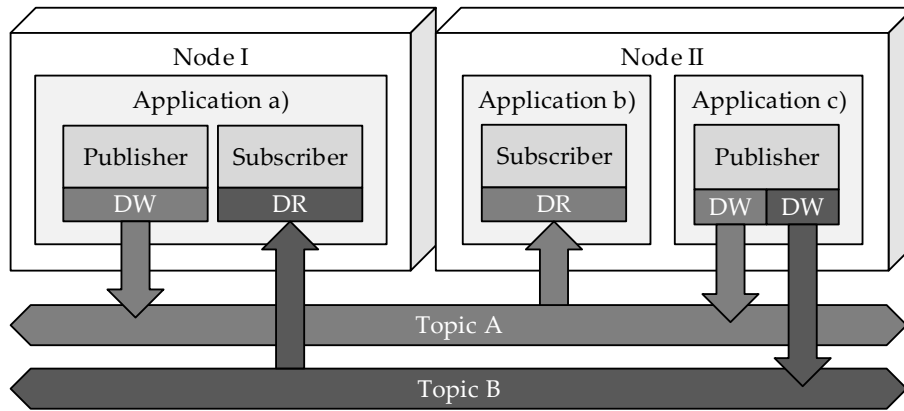 Node I
Node II
Application a)
Application b)
Application c)
Publisher
Subscriber
Subscriber
Publisher
DW
DR
DR
DW
DW
Topic A
Topic B